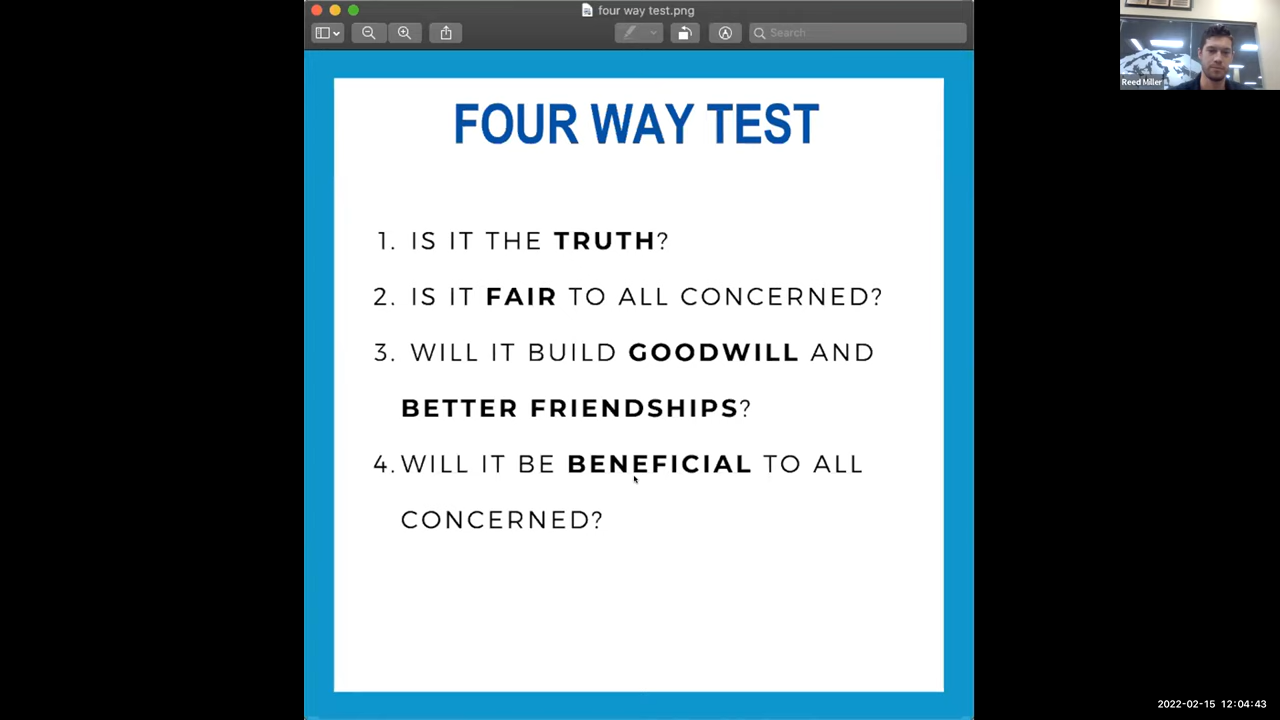 four way test.png
Search
Reed Miller
FOUR WAY TEST
1. IS IT THE TRUTH?
2. IS IT FAIR TO ALL CONCERNED?
3. WILL IT BUILD GOODWILL AND
BETTER FRIENDSHIPS?
4. WILL IT BE BENEFICIAL TO ALL
CONCERNED?
2022-02-15 12:04:43